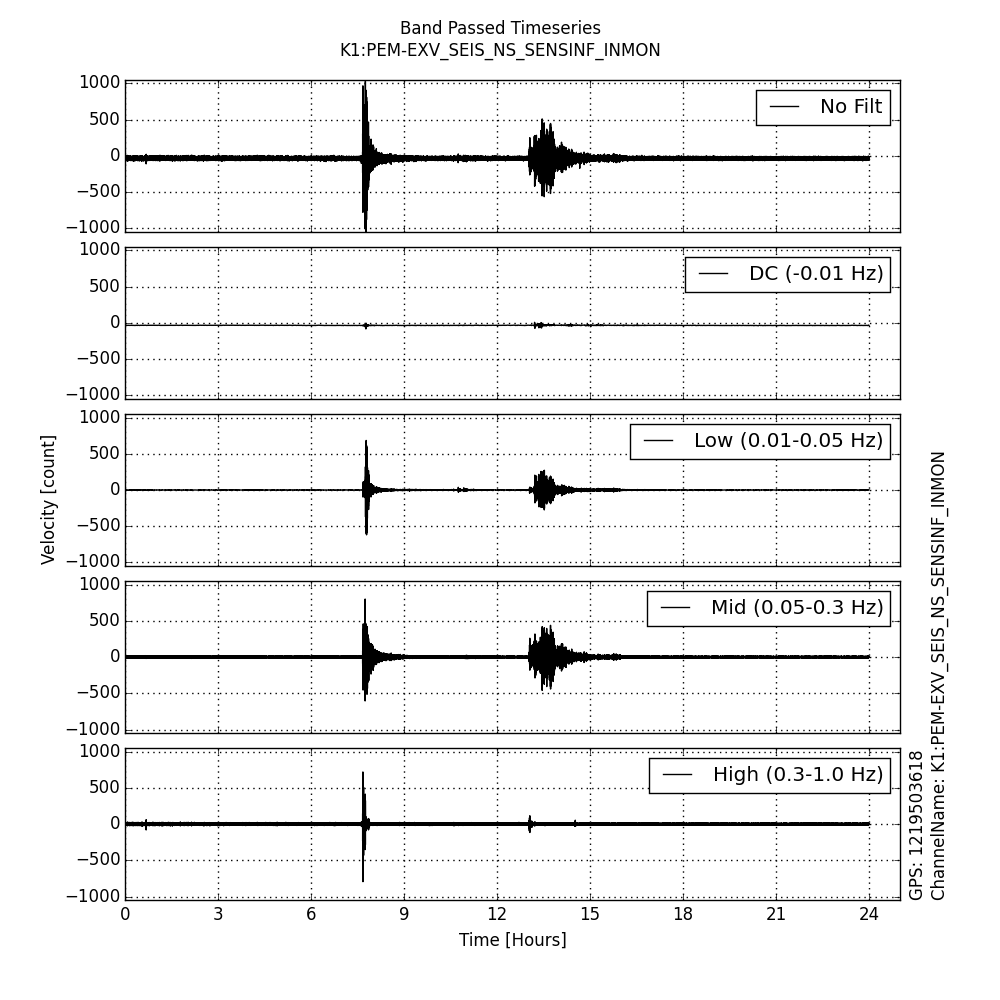 Band Passed Timeseries
K1:PEM-EXV_SEIS_NS_SENSINF_INMON
1000
500
0
−500
−1000
No Filt
1000
500
0
−500
−1000
DC (-0.01 Hz)
1000
500
0
−500
−1000
Low (0.01-0.05 Hz)
1000
500
0
−500
−1000
Mid (0.05-0.3 Hz)
1000
500
0
−500
−1000
High (0.3-1.0 Hz)
0 3 6 9 12 15 18 21 24
Time [Hours]
Velocity [count]
GPS: 1219503618
ChannelName: K1:PEM-EXV_SEIS_NS_SENSINF_INMON